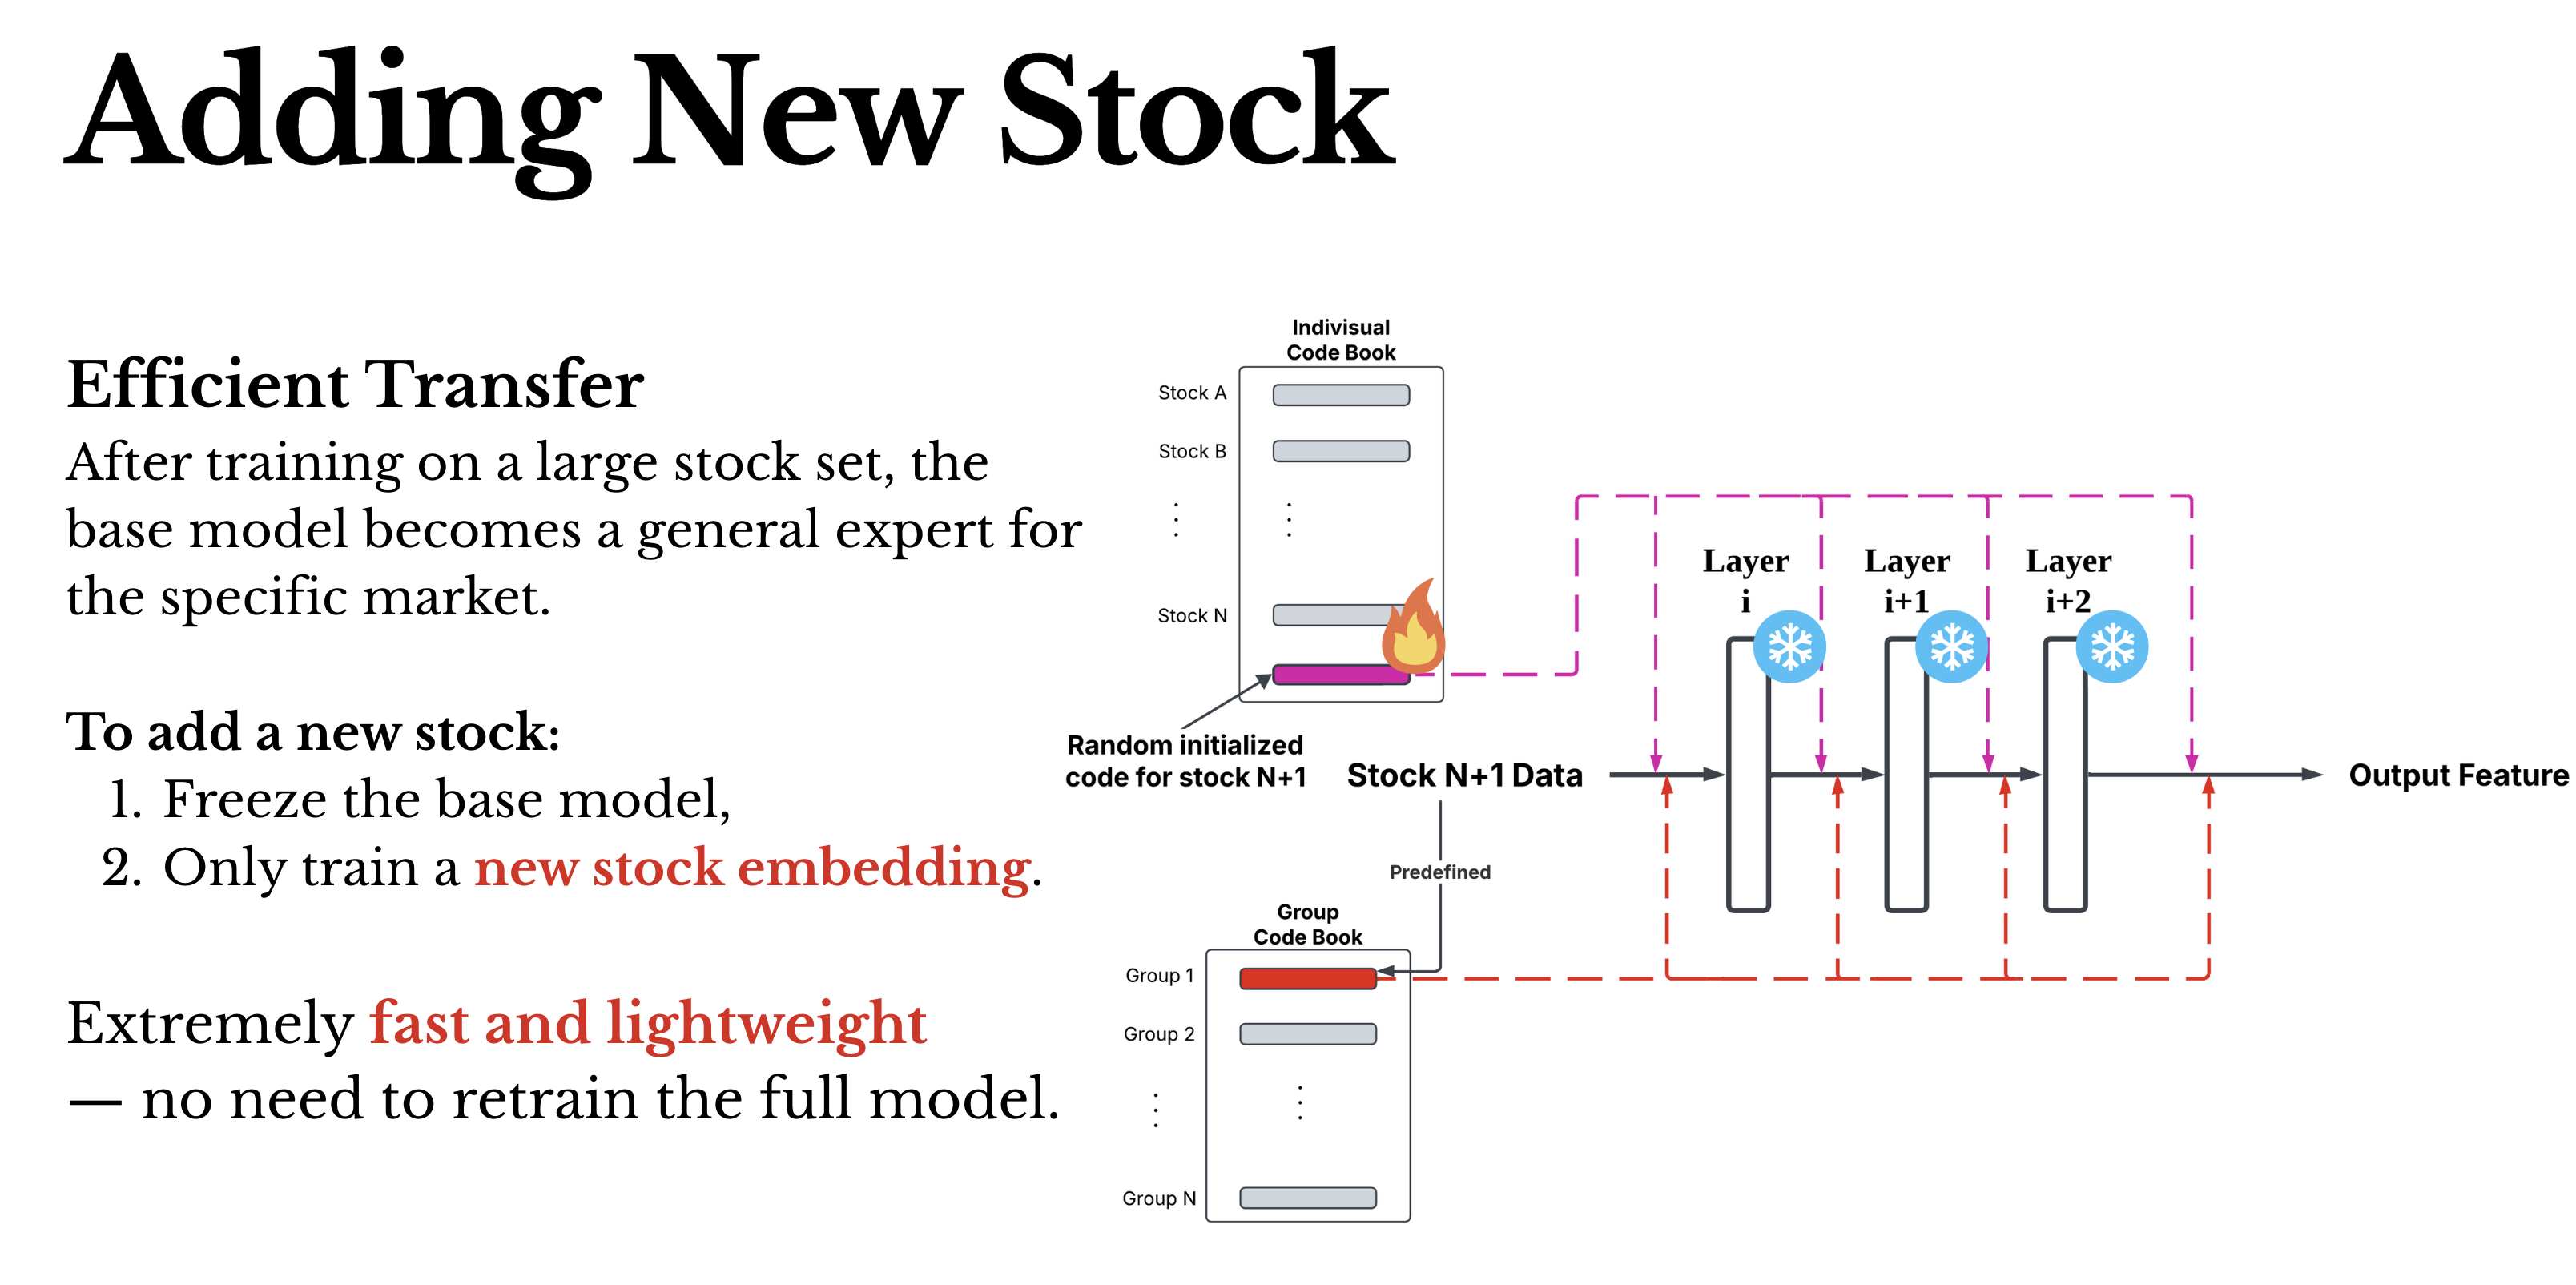 Adding New Stock
Efficient Transfer
After training on a large stock set, the
base model becomes a general expert for
the specific market.
To add a new stock:
1. Freeze the base model,
2. Only train a new stock embedding.
Extremely fast and lightweight
— no need to retrain the full model.
Indivisual
Code Book
Stock A
Stock B
Stock N
Random initialized
code for stock N+1
Stock N+1 Data
Predefined
Group
Code Book
Group 1
Group 2
Group N
Layer
i
Layer
i+1
Layer
i+2
Output Feature